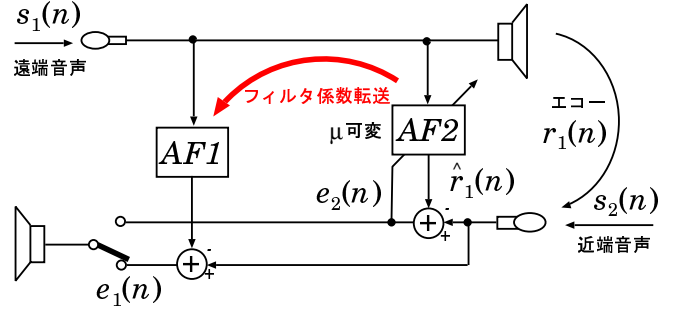 s₁(n)
遠端音声
フィルタ係数転送
エコー
r₁(n)
μ可変
AF2
AF1
r̂₁(n)
e₂(n)
s₂(n)
-
+
+
近端音声
-
+
+
e₁(n)